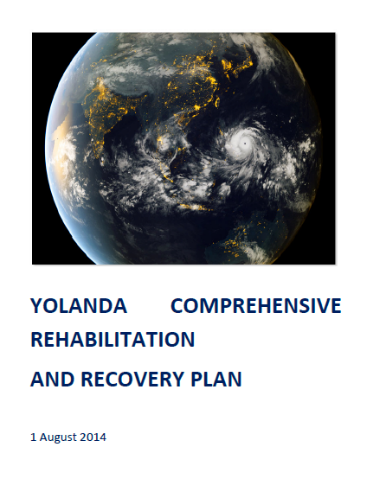 YOLANDA COMPREHENSIVE
REHABILITATION
AND RECOVERY PLAN
1 August 2014